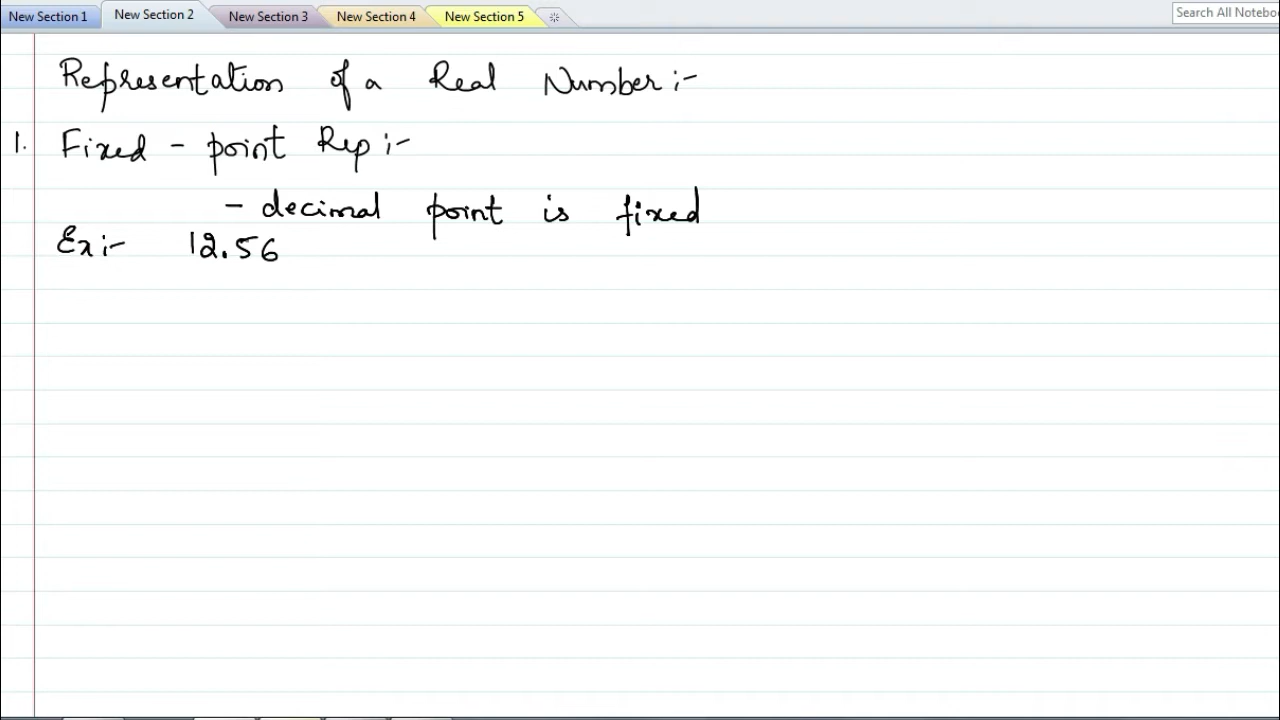 New Section 1 New Section 2 New Section 3 New Section 4 New Section 5 Search All Notebo
Representation of a Real Number:-
1. Fixed - point Rep:-
- decimal point is fixed
Ex:- 12.56